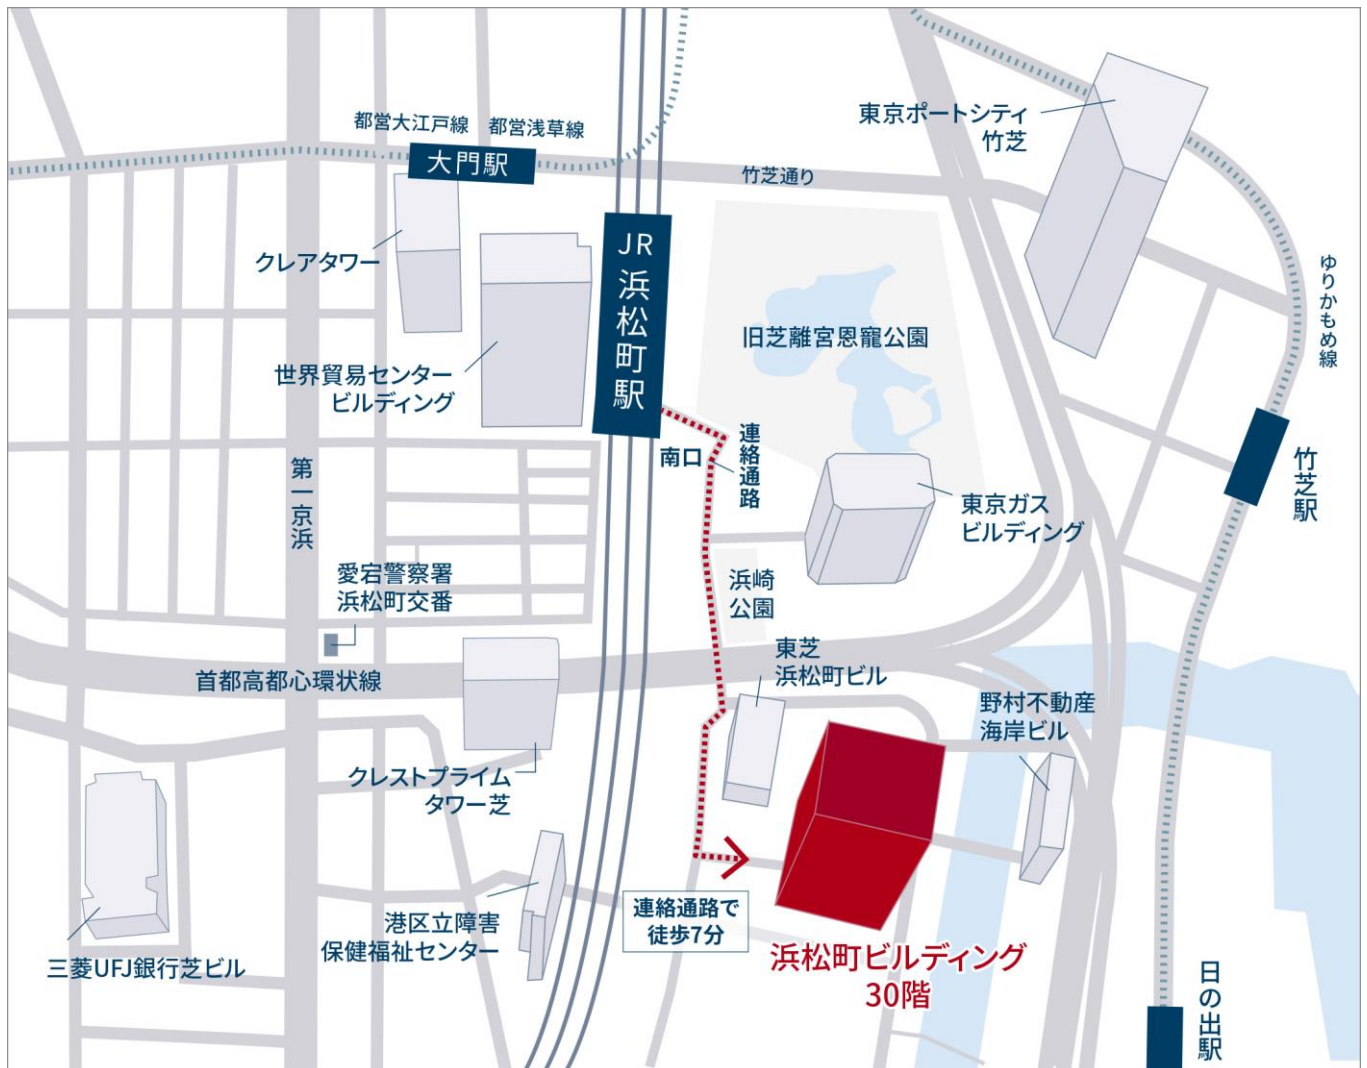 都営大江戸線
都営浅草線
大門駅
竹芝通り
東京ポートシティ
竹芝
クレアタワー
JR浜松町駅
ゆりかもめ線
世界貿易センター
ビルディング
旧芝離宮恩寵公園
第一京浜
南口
連絡通路
東京ガス
ビルディング
竹芝駅
愛宕警察署
浜松町交番
浜崎
公園
首都高都心環状線
東芝
浜松町ビル
野村不動産
海岸ビル
クレストプライム
タワー芝
港区立障害
保健福祉センター
連絡通路で
徒歩7分
三菱UFJ銀行芝ビル
浜松町ビルディング
30階
日の出駅